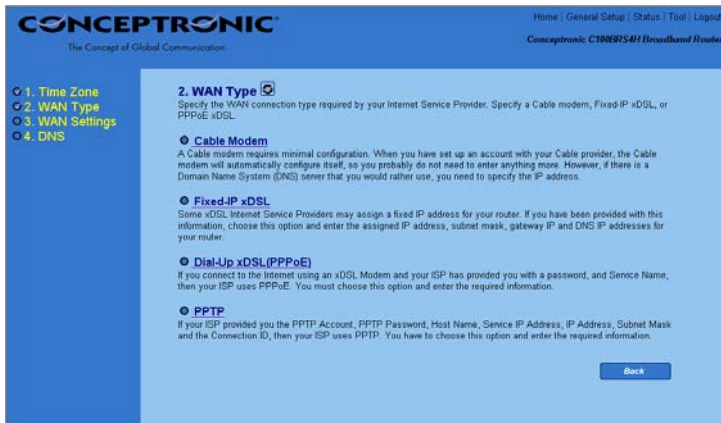 CONCEPTRONIC
The Concept of Global Communication
Home | General Setup | Status | Tool | Logout
Conceptronic C100BRS4H Broadband Router
1. Time Zone
2. WAN Type
3. WAN Settings
4. DNS
2. WAN Type
Specify the WAN connection type required by your Internet Service Provider. Specify a Cable modem, Fixed-IP xDSL, or
PPPoE xDSL
Cable Modem
A Cable modem requires minimal configuration. When you have set up an account with your Cable provider, the Cable
modem will automatically configure itself, so you probably do not need to enter anything more. However, if there is a
Domain Name System (DNS) server that you would rather use, you need to specify the IP address.
Fixed-IP xDSL
Some xDSL Internet Service Providers may assign a fixed IP address for your router. If you have been provided with this
information, choose this option and enter the assigned IP address, subnet mask, gateway IP and DNS IP addresses for
your router.
Dial-Up xDSL(PPPoE)
If you connect to the Internet using an xDSL Modem and your ISP has provided you with a password, and Service Name,
then your ISP uses PPPoE. You must choose this option and enter the required information.
PPTP
If your ISP provided you the PPTP Account, PPTP Password, Host Name, Service IP Address, IP Address, Subnet Mask
and the Connection ID, then your ISP uses PPTP. You have to choose this option and enter the required information.
Back